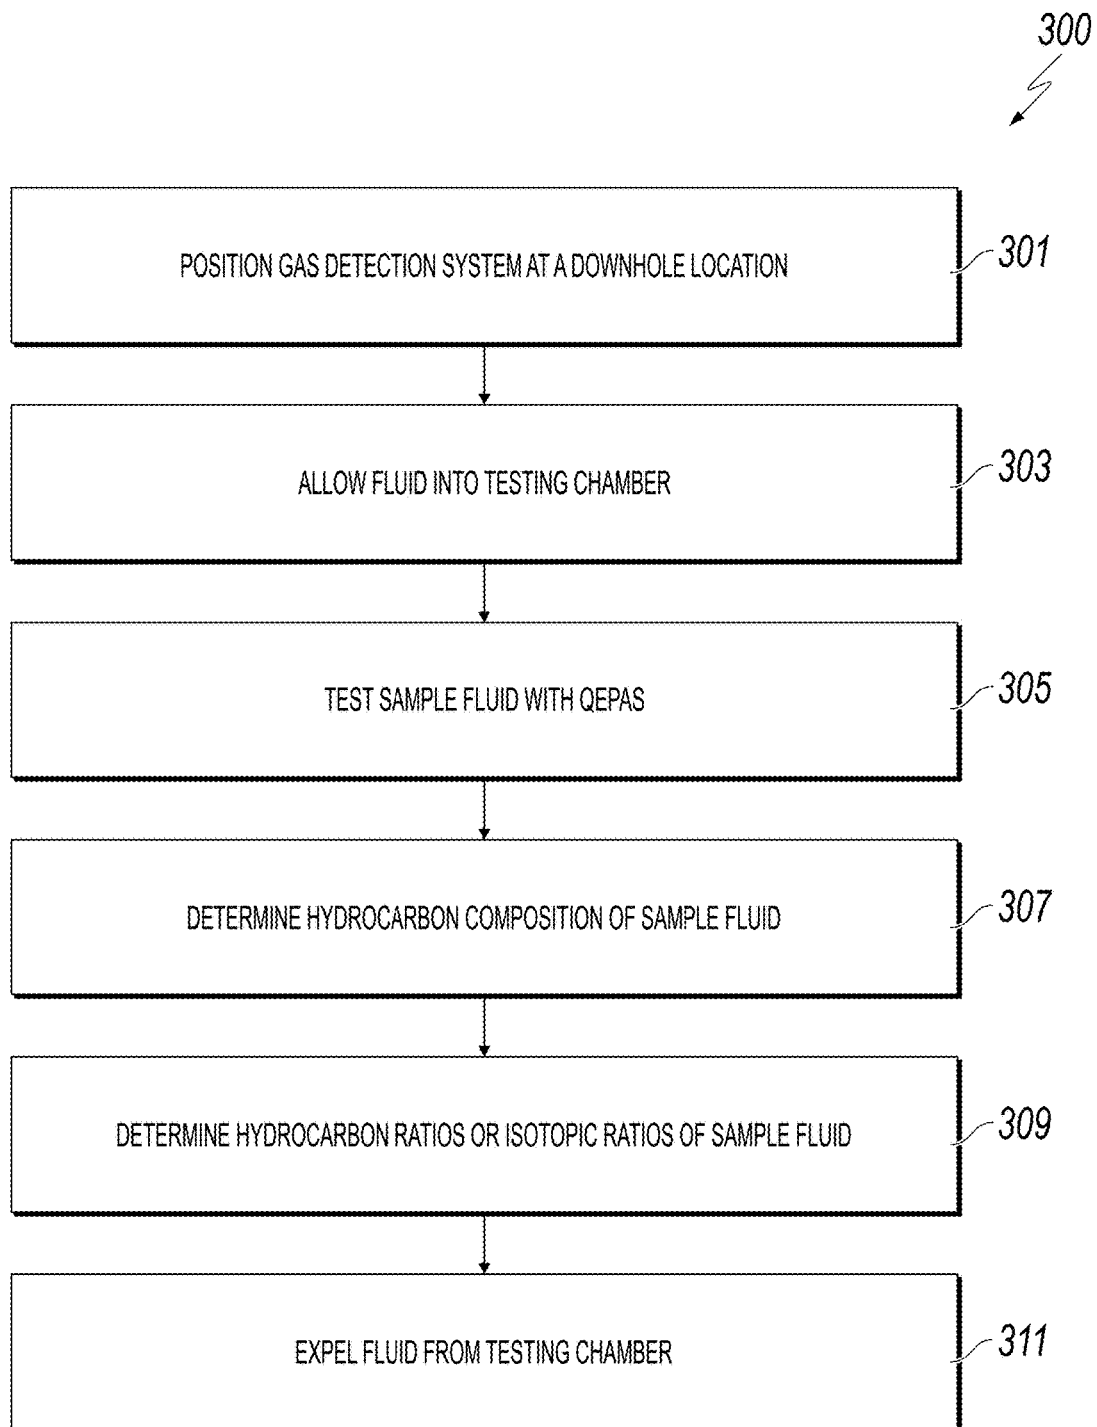 300
POSITION GAS DETECTION SYSTEM AT A DOWNHOLE LOCATION
301
ALLOW FLUID INTO TESTING CHAMBER
303
TEST SAMPLE FLUID WITH QEPAS
305
DETERMINE HYDROCARBON COMPOSITION OF SAMPLE FLUID
307
DETERMINE HYDROCARBON RATIOS OR ISOTOPIC RATIOS OF SAMPLE FLUID
309
EXPEL FLUID FROM TESTING CHAMBER
311